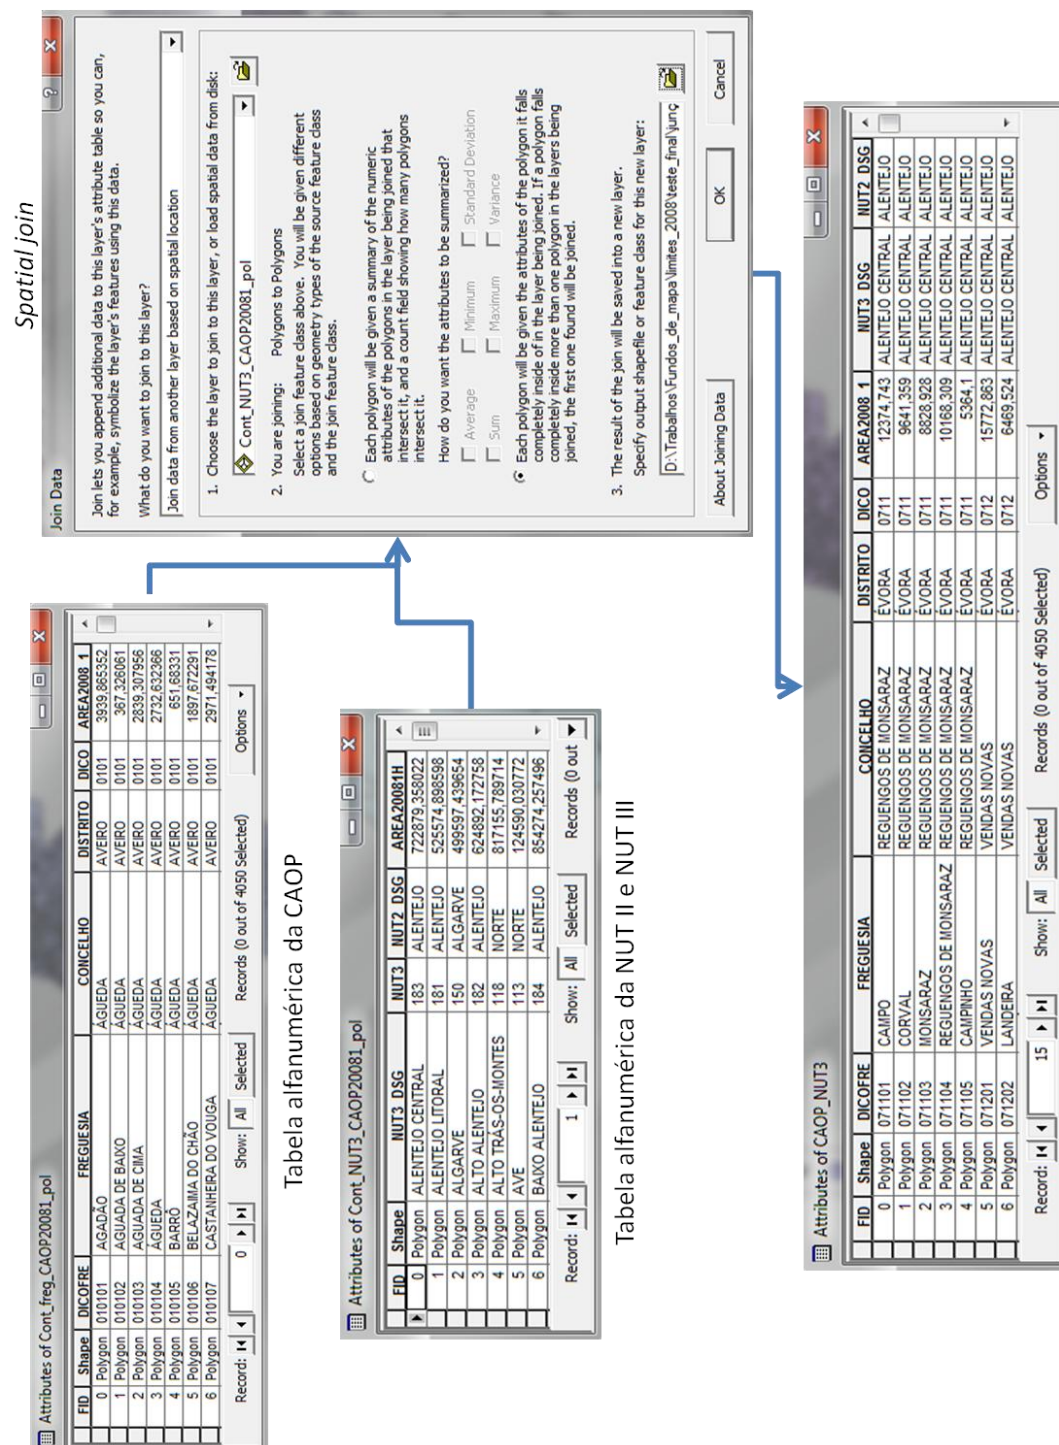 Spatial join
Attributes of Cont_freg_CAOP20081_pol
FID Shape DICOFRE FREGUESIA CONCELHO DISTRITO DICO AREA2008_1
0 Polygon 010101 AGADÃO ÁGUEDA AVEIRO 0101 3939,865352
1 Polygon 010102 AGUADA DE BAIXO ÁGUEDA AVEIRO 0101 367,326061
2 Polygon 010103 AGUADA DE CIMA ÁGUEDA AVEIRO 0101 2839,307956
3 Polygon 010104 ÁGUEDA ÁGUEDA AVEIRO 0101 2732,632366
4 Polygon 010105 BARRÔ ÁGUEDA AVEIRO 0101 651,68331
5 Polygon 010106 BELAZAIMA DO CHÃO ÁGUEDA AVEIRO 0101 1897,672291
6 Polygon 010107 CASTANHEIRA DO VOUGA ÁGUEDA AVEIRO 0101 2971,494178
Record: 0 Show: All Selected Records (0 out of 4050 Selected) Options
Tabela alfanumérica da CAOP
Attributes of Cont_NUT3_CAOP20081_pol
FID Shape NUT3_DSG NUT3 NUT2_DSG AREA20081H
0 Polygon ALENTEJO CENTRAL 183 ALENTEJO 722879,358022
1 Polygon ALENTEJO LITORAL 181 ALENTEJO 525574,898598
2 Polygon ALGARVE 150 ALGARVE 499597,439654
3 Polygon ALTO ALENTEJO 182 ALENTEJO 624892,172758
4 Polygon ALTO TRÁS-OS-MONTES 118 NORTE 817155,789714
5 Polygon AVE 113 NORTE 124590,030772
6 Polygon BAIXO ALENTEJO 184 ALENTEJO 854274,257496
Record: 1 Show: All Selected Records (0 out
Tabela alfanumérica da NUT II e NUT III
Join Data
Join lets you append additional data to this layer's attribute table so you can,
for example, symbolize the layer's features using this data.
What do you want to join to this layer?
Join data from another layer based on spatial location
1. Choose the layer to join to this layer, or load spatial data from disk:
Cont_NUT3_CAOP20081_pol
2. You are joining: Polygons to Polygons
Select a join feature class above. You will be given different
options based on geometry types of the source feature class
and the join feature class.
Each polygon will be given a summary of the numeric
attributes of the polygons in the layer being joined that
intersect it, and a count field showing how many polygons
intersect it.
How do you want the attributes to be summarized?
Average Minimum Standard Deviation
Sum Maximum Variance
Each polygon will be given the attributes of the polygon it falls
completely inside of in the layer being joined. If a polygon falls
completely inside more than one polygon in the layers being
joined, the first one found will be joined.
3. The result of the join will be saved into a new layer.
Specify output shapefile or feature class for this new layer:
D:\Trabalhos\Fundos_de_mapa\limites_2008\teste_final\junç
About Joining Data OK Cancel
Attributes of CAOP_NUT3
FID Shape DICOFRE FREGUESIA CONCELHO DISTRITO DICO AREA2008_1 NUT3_DSG NUT2_DSG
0 Polygon 071101 CAMPO REGUENGOS DE MONSARAZ ÉVORA 0711 12374,743 ALENTEJO CENTRAL ALENTEJO
1 Polygon 071102 CORVAL REGUENGOS DE MONSARAZ ÉVORA 0711 9641,359 ALENTEJO CENTRAL ALENTEJO
2 Polygon 071103 MONSARAZ REGUENGOS DE MONSARAZ ÉVORA 0711 8828,928 ALENTEJO CENTRAL ALENTEJO
3 Polygon 071104 REGUENGOS DE MONSARAZ REGUENGOS DE MONSARAZ ÉVORA 0711 10168,309 ALENTEJO CENTRAL ALENTEJO
4 Polygon 071105 CAMPINHO REGUENGOS DE MONSARAZ ÉVORA 0711 5364,1 ALENTEJO CENTRAL ALENTEJO
5 Polygon 071201 VENDAS NOVAS VENDAS NOVAS ÉVORA 0712 15772,863 ALENTEJO CENTRAL ALENTEJO
6 Polygon 071202 LANDEIRA VENDAS NOVAS ÉVORA 0712 6469,524 ALENTEJO CENTRAL ALENTEJO
Record: 15 Show: All Selected Records (0 out of 4050 Selected) Options